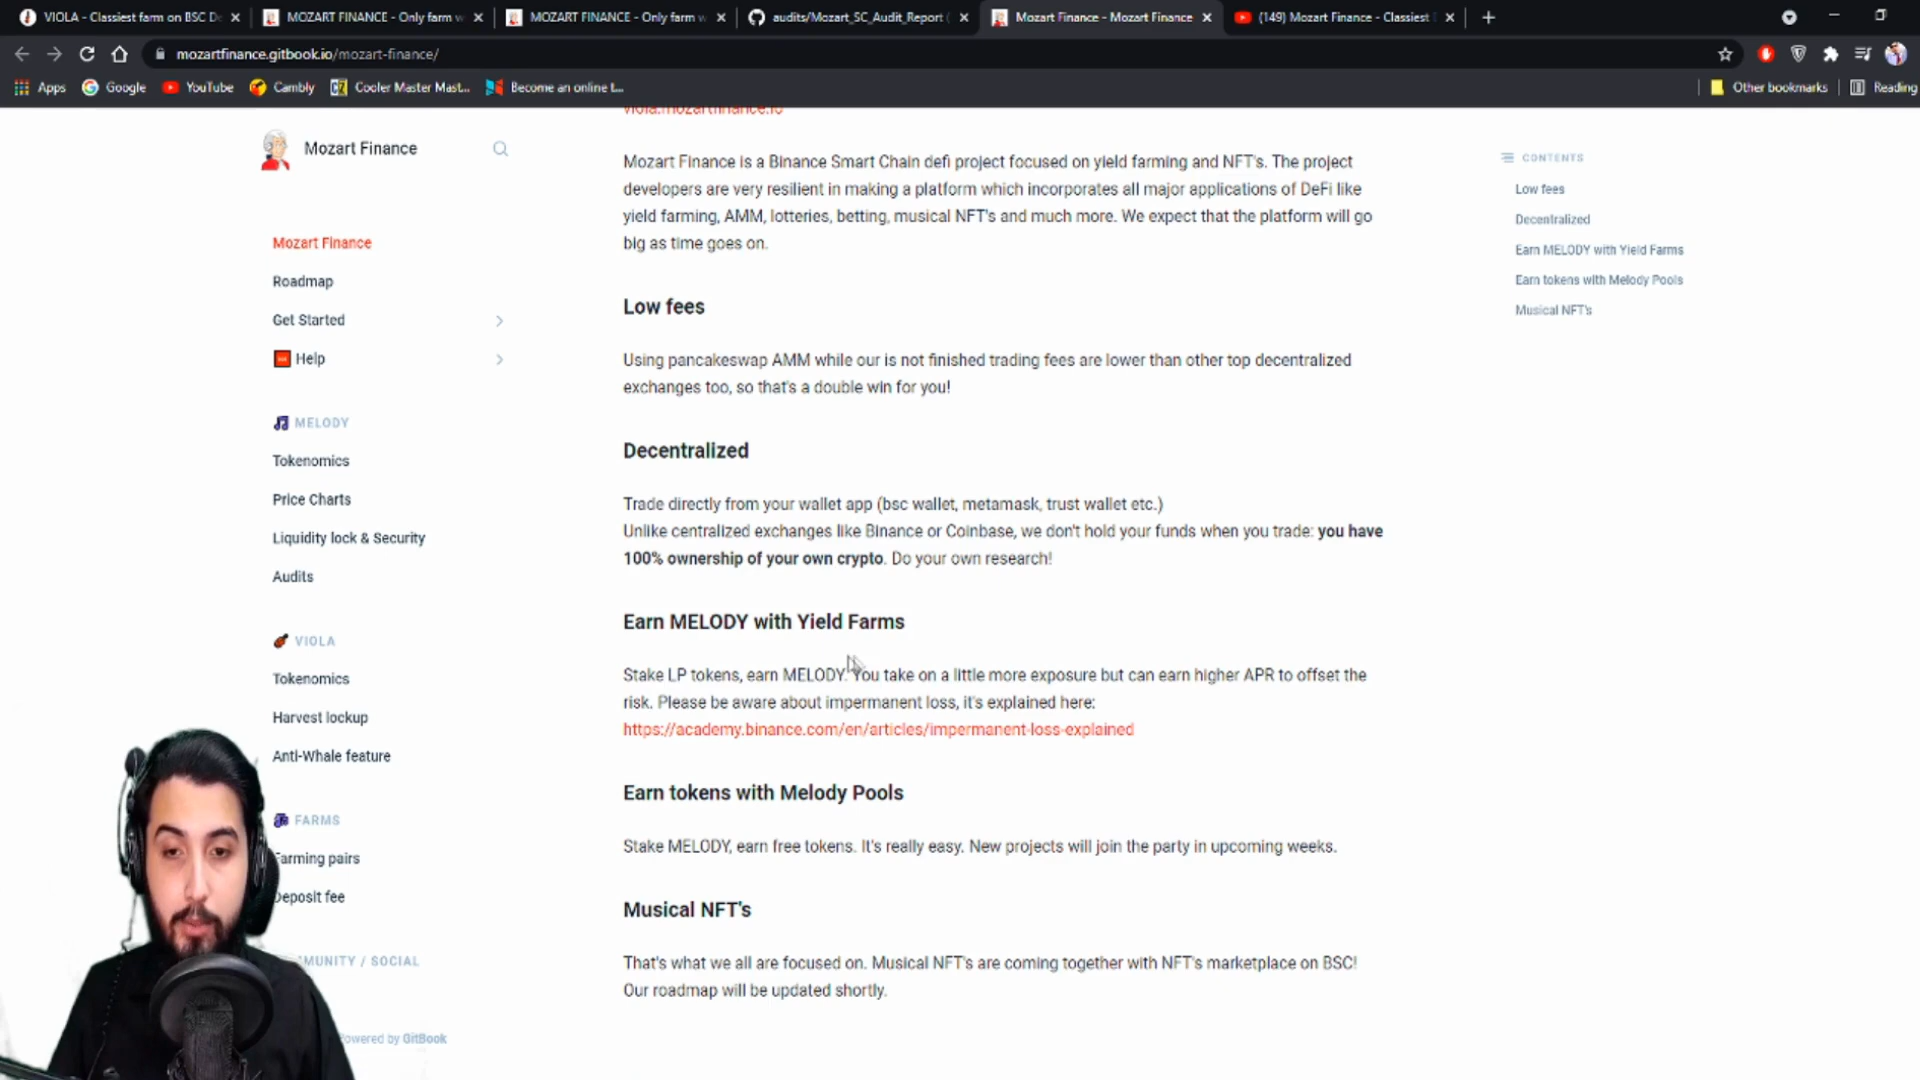 VIOLA - Classiest farm on BSC De
MOZART FINANCE - Only farm w
MOZART FINANCE - Only farm w
audits/Mozart_SC_Audit_Report (
Mozart Finance - Mozart Finance
(149) Mozart Finance - Classiest
mozartfinance.gitbook.io/mozart-finance/
Apps
Google
YouTube
Cambly
Cooler Master Mast...
Become an online t...
Other bookmarks
Reading
viola.mozartfinance.io
Mozart Finance
Mozart Finance
Roadmap
Get Started
Help
MELODY
Tokenomics
Price Charts
Liquidity lock & Security
Audits
VIOLA
Tokenomics
Harvest lockup
Anti-Whale feature
FARMS
Farming pairs
Deposit fee
MUNITY / SOCIAL
Powered by GitBook
Mozart Finance is a Binance Smart Chain defi project focused on yield farming and NFT's. The project
developers are very resilient in making a platform which incorporates all major applications of DeFi like
yield farming, AMM, lotteries, betting, musical NFT's and much more. We expect that the platform will go
big as time goes on.
Low fees
Using pancakeswap AMM while our is not finished trading fees are lower than other top decentralized
exchanges too, so that's a double win for you!
Decentralized
Trade directly from your wallet app (bsc wallet, metamask, trust wallet etc.)
Unlike centralized exchanges like Binance or Coinbase, we don't hold your funds when you trade: you have
100% ownership of your own crypto. Do your own research!
Earn MELODY with Yield Farms
Stake LP tokens, earn MELODY. You take on a little more exposure but can earn higher APR to offset the
risk. Please be aware about impermanent loss, it's explained here:
https://academy.binance.com/en/articles/impermanent-loss-explained
Earn tokens with Melody Pools
Stake MELODY, earn free tokens. It's really easy. New projects will join the party in upcoming weeks.
Musical NFT's
That's what we all are focused on. Musical NFT's are coming together with NFT's marketplace on BSC!
Our roadmap will be updated shortly.
CONTENTS
Low fees
Decentralized
Earn MELODY with Yield Farms
Earn tokens with Melody Pools
Musical NFT's